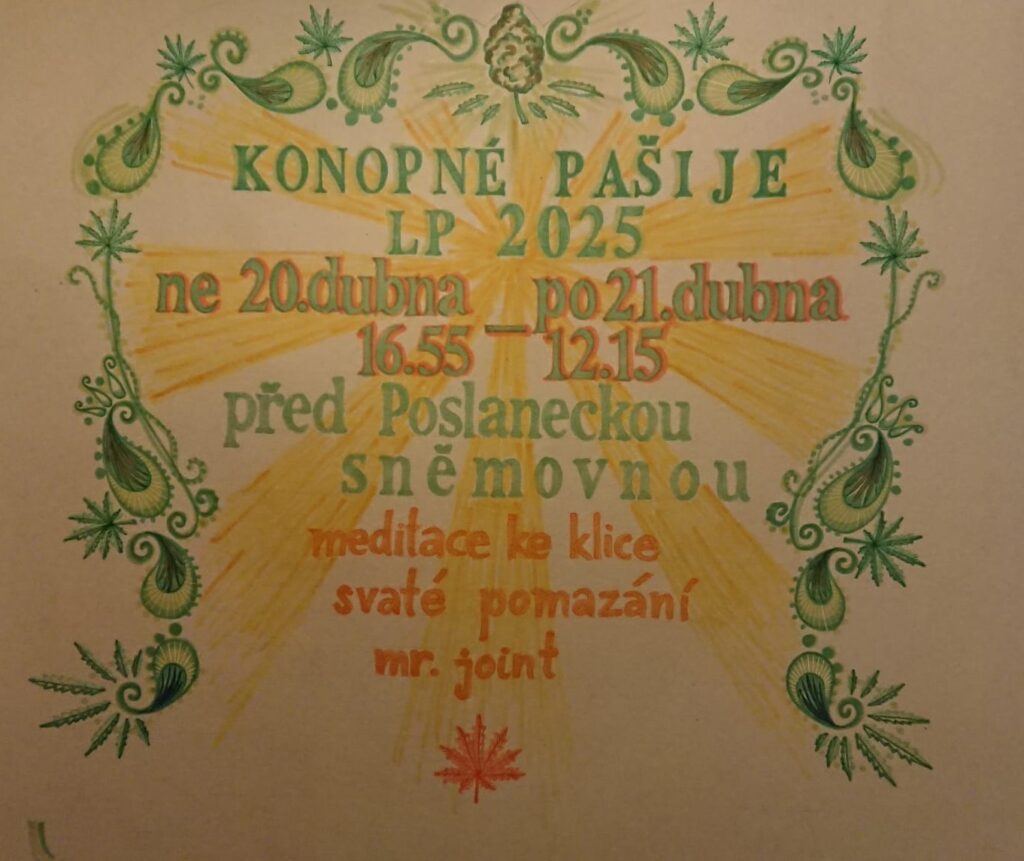 KONOPNÉ PAŠIJE
LP 2025
ne 20.dubna – po 21.dubna
16.55 12.15
před Poslaneckou
sněmovnou
meditace ke klice
svaté pomazání
mr. joint